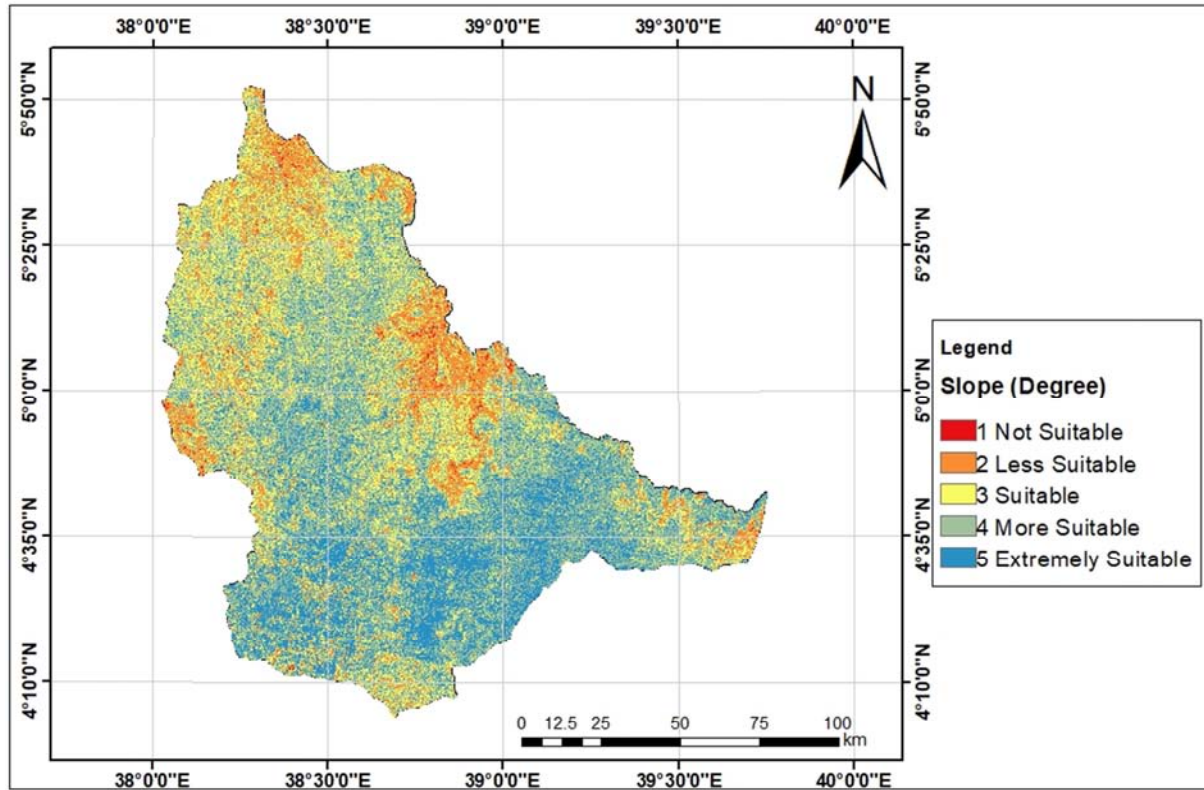 38°0'0"E 38°30'0"E 39°0'0"E 39°30'0"E 40°0'0"E
5°50'0"N 5°50'0"N
N
5°25'0"N 5°25'0"N
5°0'0"N 5°0'0"N
4°35'0"N 4°35'0"N
4°10'0"N 4°10'0"N
Legend
Slope (Degree)
1 Not Suitable
2 Less Suitable
3 Suitable
4 More Suitable
5 Extremely Suitable
0 12.5 25 50 75 100
km
38°0'0"E 38°30'0"E 39°0'0"E 39°30'0"E 40°0'0"E